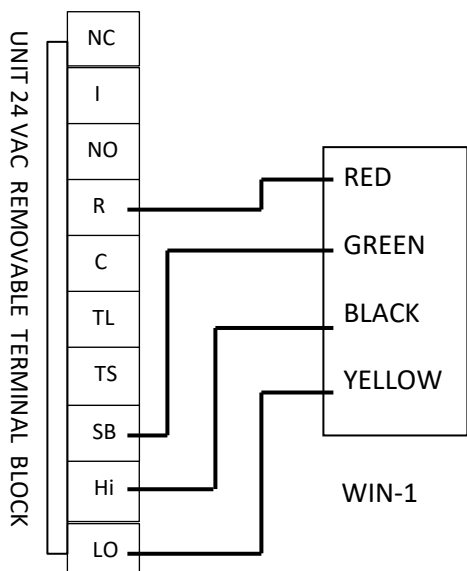 UNIT 24 VAC REMOVABLE TERMINAL BLOCK
NC
I
NO
R
C
TL
TS
SB
Hi
LO
RED
GREEN
BLACK
YELLOW
WIN-1